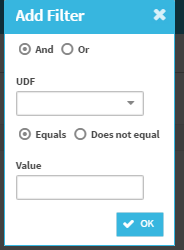 Add Filter
And Or
UDF
Equals Does not equal
Value
OK